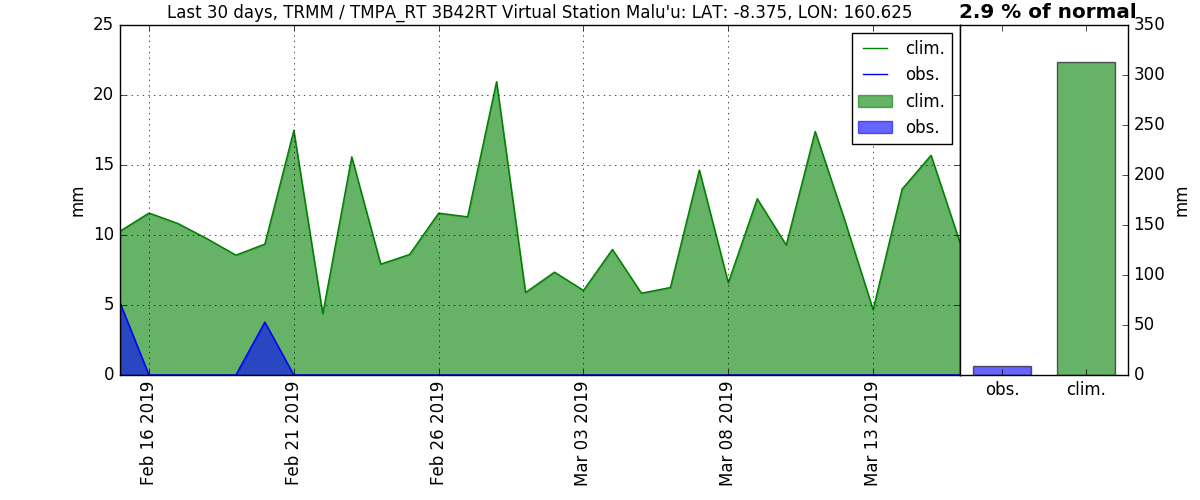 Last 30 days, TRMM / TMPA_RT 3B42RT Virtual Station Malu'u: LAT: -8.375, LON: 160.625
2.9 % of normal
25
20
15
10
5
0
mm
clim.
obs.
clim.
obs.
Feb 16 2019
Feb 21 2019
Feb 26 2019
Mar 03 2019
Mar 08 2019
Mar 13 2019
350
300
250
200
150
100
50
0
mm
obs.
clim.